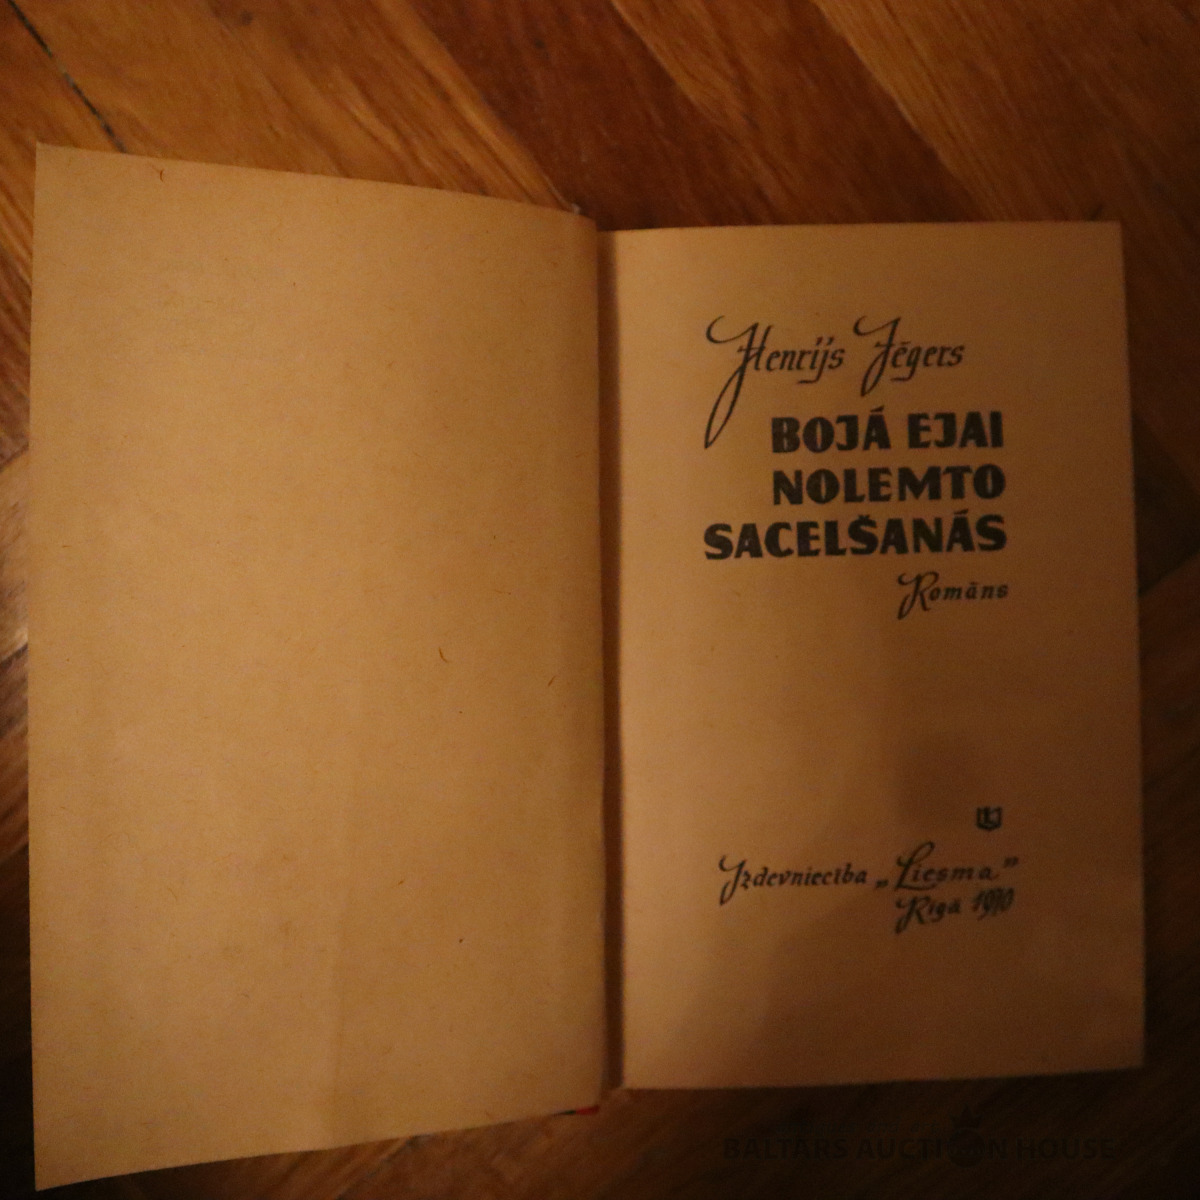 Henrijs Jēgers
BOJĀ EJAI
NOLEMTO
SACELŠANĀS
Romāns
L
Izdevniecība „Liesma”
Rīgā 1970
BALTARS AUCTION HOUSE